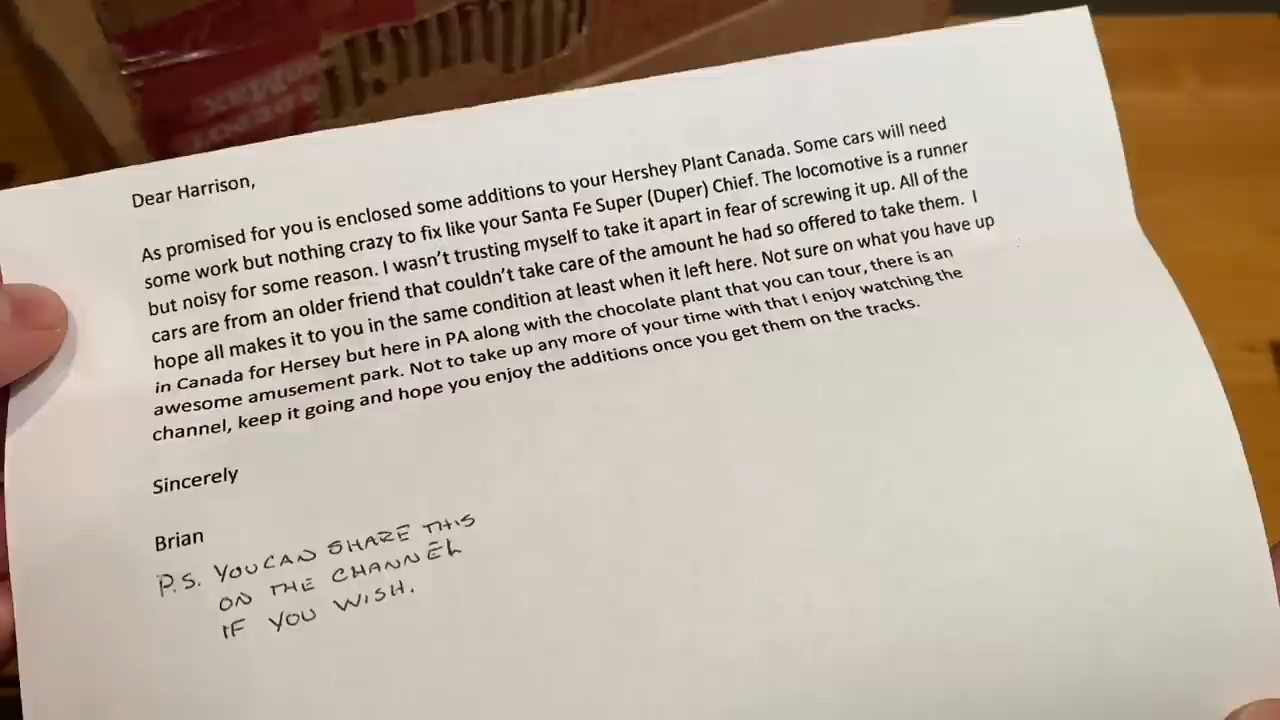 Dear Harrison,
As promised for you is enclosed some additions to your Hershey Plant Canada. Some cars will need
some work but nothing crazy to fix like your Santa Fe Super (Duper) Chief. The locomotive is a runner
but noisy for some reason. I wasn't trusting myself to take it apart in fear of screwing it up. All of the
cars are from an older friend that couldn't take care of the amount he had so offered to take them. I
hope all makes it to you in the same condition at least when it left here. Not sure on what you have up
in Canada for Hersey but here in PA along with the chocolate plant that you can tour, there is an
awesome amusement park. Not to take up any more of your time with that I enjoy watching the
channel, keep it going and hope you enjoy the additions once you get them on the tracks.
Sincerely
Brian
P.S. YOU CAN SHARE THIS
ON THE CHANNEL
IF YOU WISH.